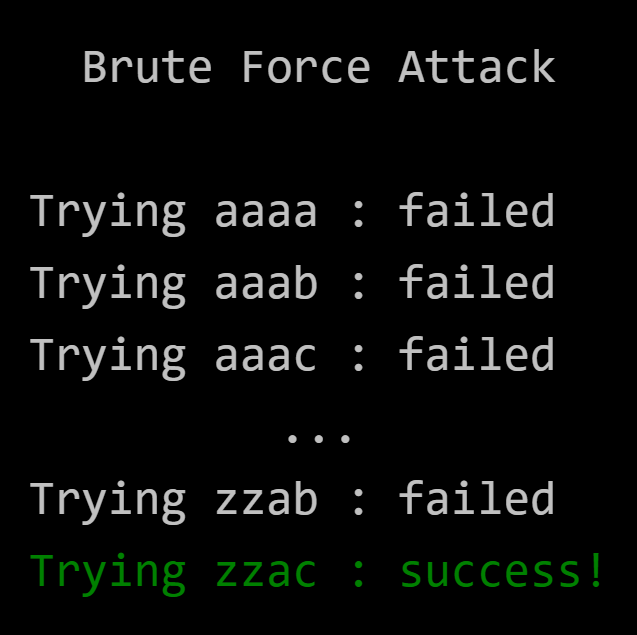 Brute Force Attack
Trying aaaa : failed
Trying aaab : failed
Trying aaac : failed
...
Trying zzab : failed
Trying zzac : success!